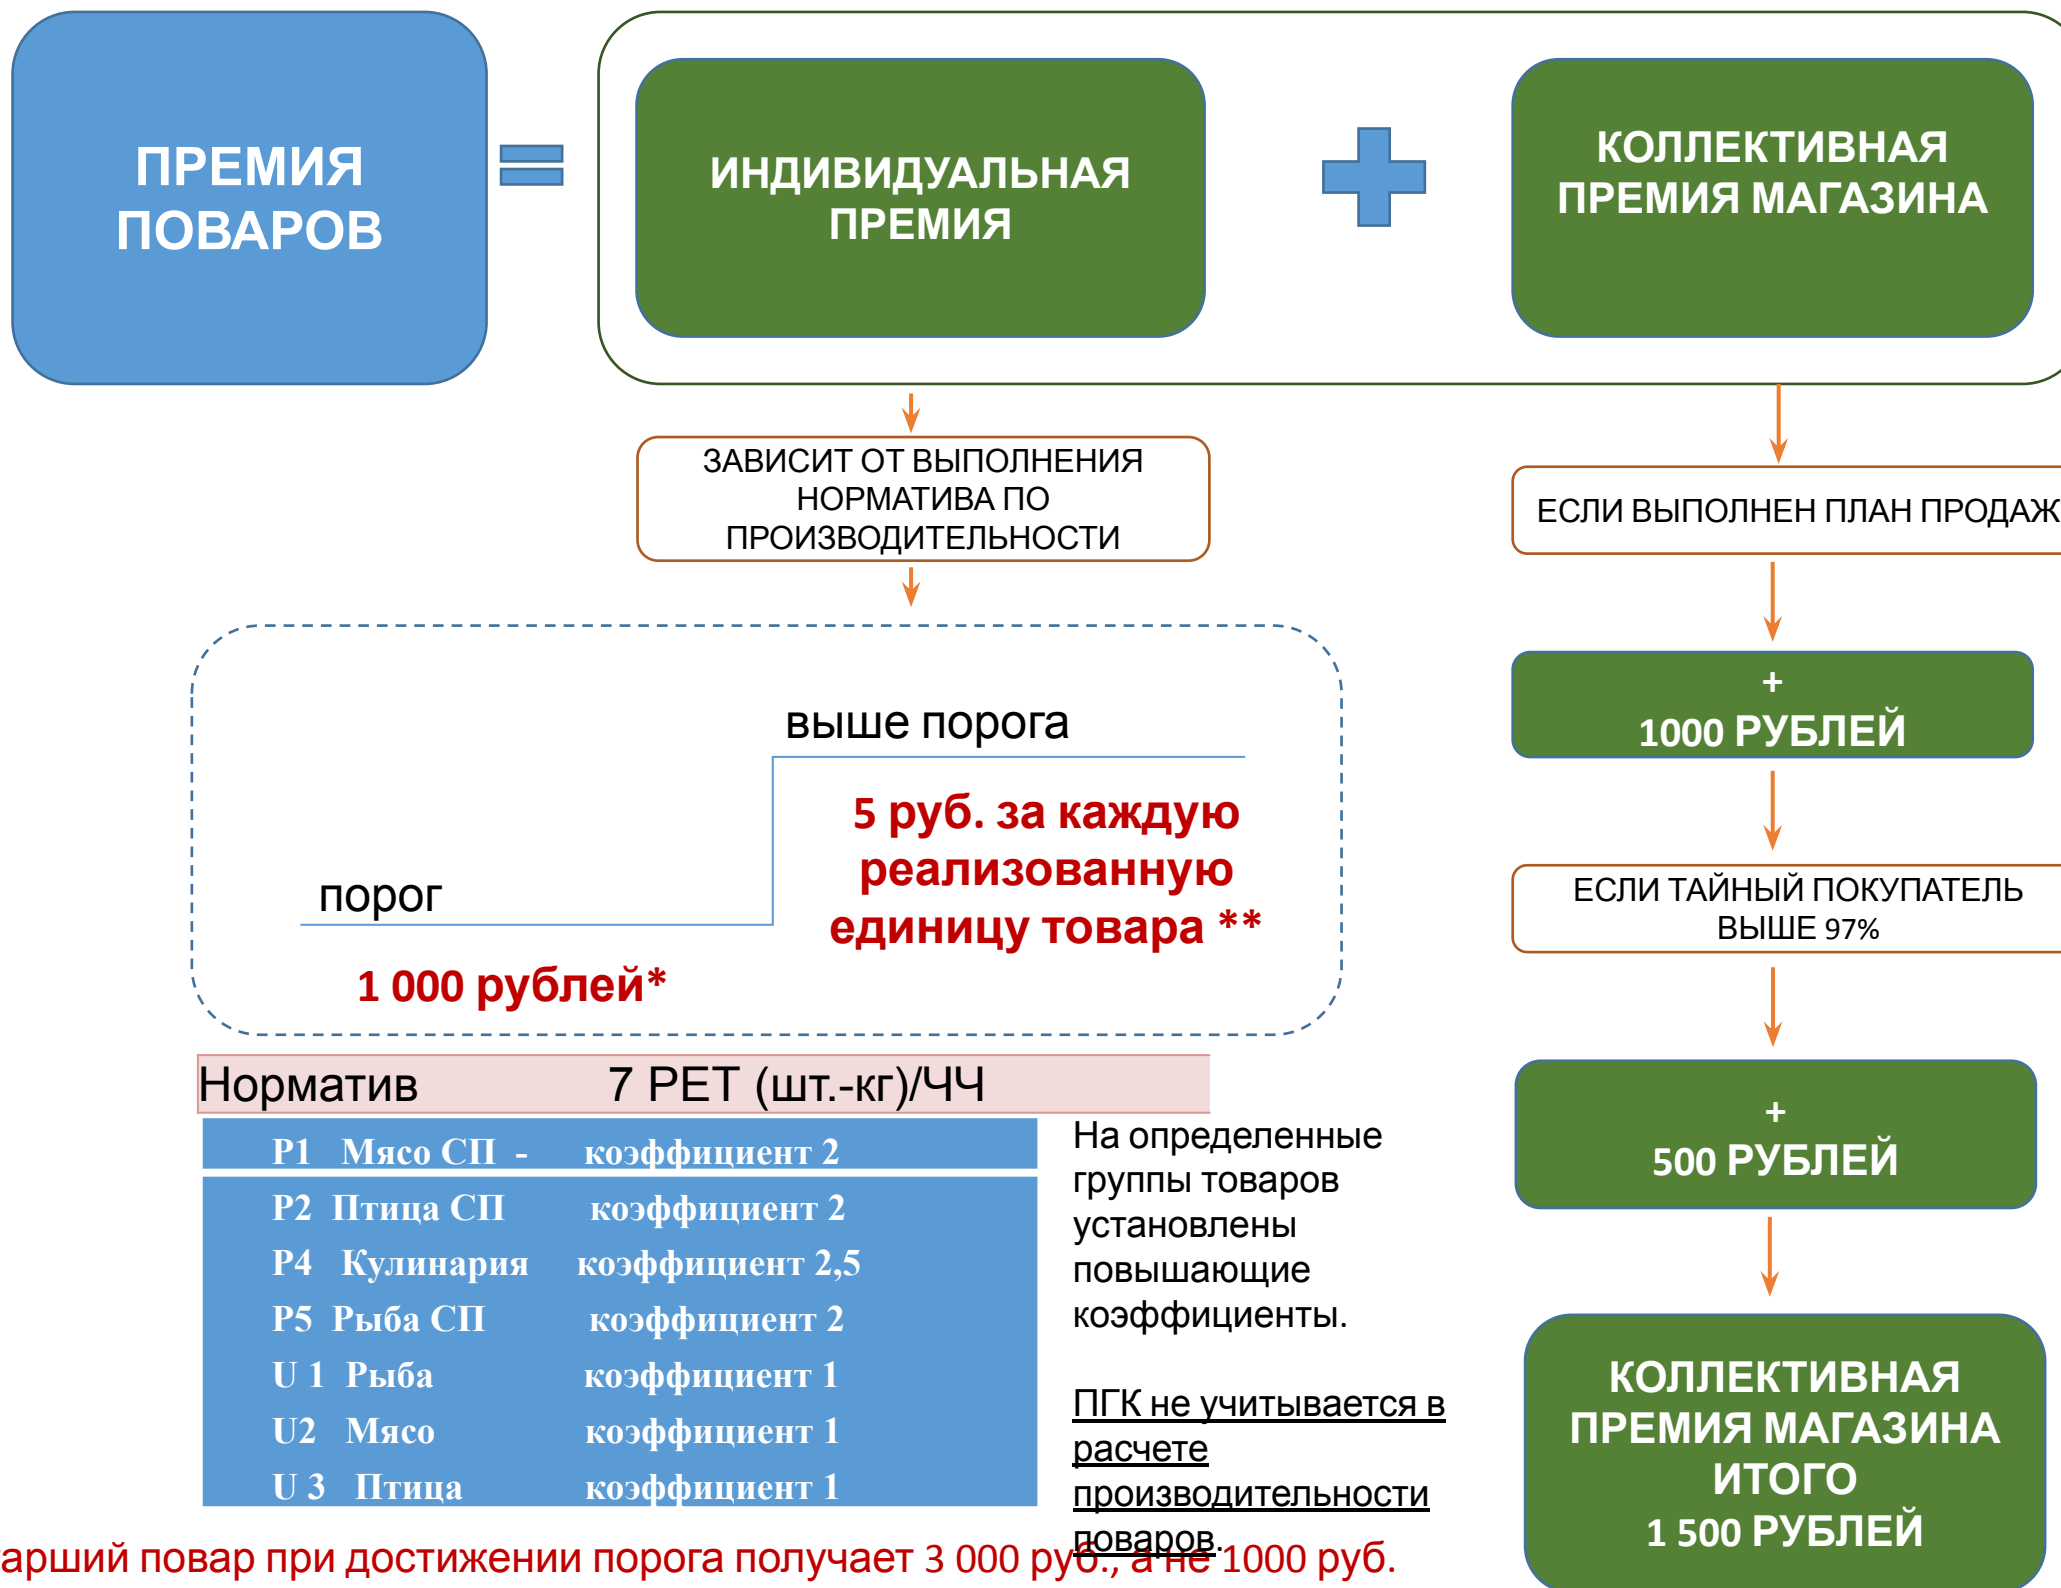 ПРЕМИЯ
ПОВАРОВ
ИНДИВИДУАЛЬНАЯ
ПРЕМИЯ
КОЛЛЕКТИВНАЯ
ПРЕМИЯ МАГАЗИНА
ЗАВИСИТ ОТ ВЫПОЛНЕНИЯ
НОРМАТИВА ПО
ПРОИЗВОДИТЕЛЬНОСТИ
выше порога
5 руб. за каждую
реализованную
единицу товара **
порог
1 000 рублей*
Норматив 7 РЕТ (шт.-кг)/ЧЧ
P1 Мясо СП - коэффициент 2
P2 Птица СП коэффициент 2
P4 Кулинария коэффициент 2,5
P5 Рыба СП коэффициент 2
U 1 Рыба коэффициент 1
U2 Мясо коэффициент 1
U 3 Птица коэффициент 1
На определенные
группы товаров
установлены
повышающие
коэффициенты.
ПГК не учитывается в
расчете
производительности
поваров.
арший повар при достижении порога получает 3 000 руб., а не 1000 руб.
ЕСЛИ ВЫПОЛНЕН ПЛАН ПРОДАЖ
+
1000 РУБЛЕЙ
ЕСЛИ ТАЙНЫЙ ПОКУПАТЕЛЬ
ВЫШЕ 97%
+
500 РУБЛЕЙ
КОЛЛЕКТИВНАЯ
ПРЕМИЯ МАГАЗИНА
ИТОГО
1 500 РУБЛЕЙ